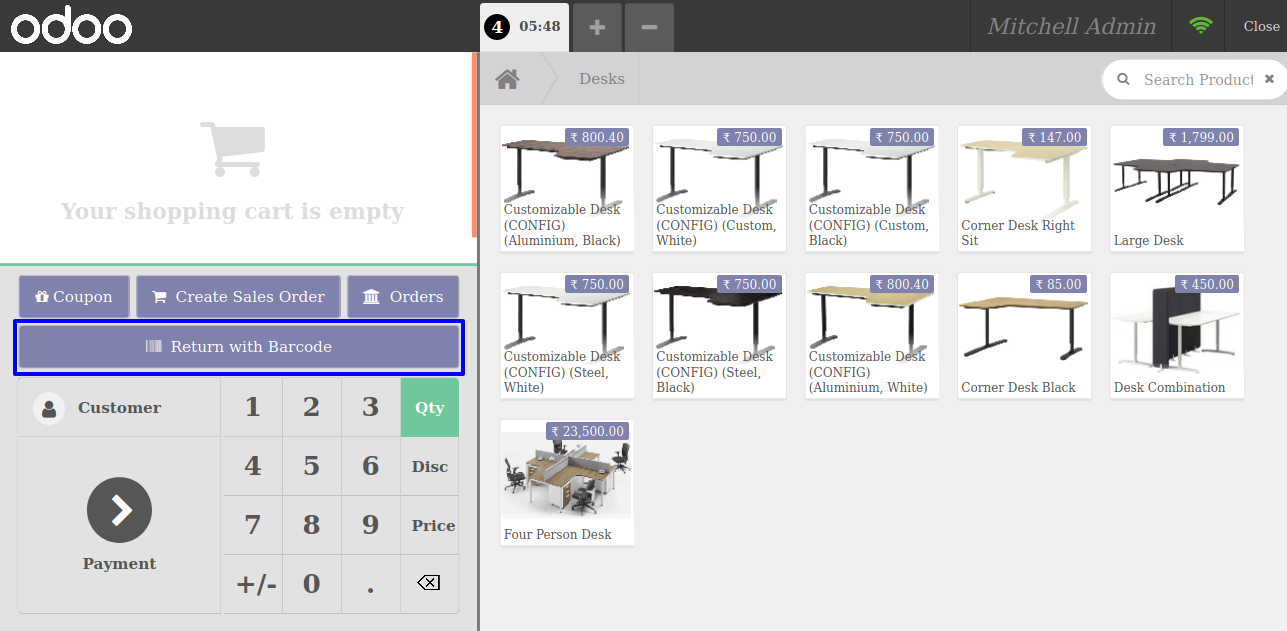 odoo
4 05:48 + −
Mitchell Admin
Close
Desks
Search Product
Your shopping cart is empty
Coupon
Create Sales Order
Orders
Return with Barcode
Customer
Payment
1 2 3 Qty
4 5 6 Disc
7 8 9 Price
+/- 0 .
₹ 800.40
Customizable Desk
(CONFIG)
(Aluminium, Black)
₹ 750.00
Customizable Desk
(CONFIG) (Custom,
White)
₹ 750.00
Customizable Desk
(CONFIG) (Custom,
Black)
₹ 147.00
Corner Desk Right
Sit
₹ 1,799.00
Large Desk
₹ 750.00
Customizable Desk
(CONFIG) (Steel,
White)
₹ 750.00
Customizable Desk
(CONFIG) (Steel,
Black)
₹ 800.40
Customizable Desk
(CONFIG)
(Aluminium, White)
₹ 85.00
Corner Desk Black
₹ 450.00
Desk Combination
₹ 23,500.00
Four Person Desk